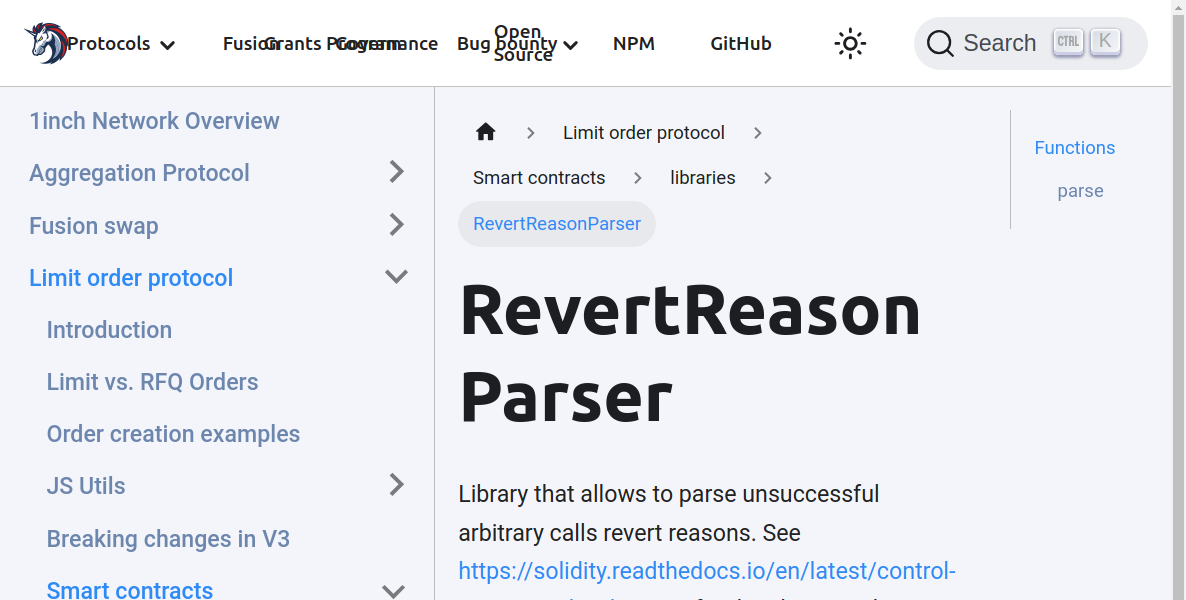 Protocols Fusion Grants Program Governance Bug bounty Open Source NPM GitHub Search CTRL K
1inch Network Overview
Aggregation Protocol
Fusion swap
Limit order protocol
Introduction
Limit vs. RFQ Orders
Order creation examples
JS Utils
Breaking changes in V3
Smart contracts
Limit order protocol
Smart contracts
libraries
RevertReasonParser
RevertReason
Parser
Library that allows to parse unsuccessful
arbitrary calls revert reasons. See
https://solidity.readthedocs.io/en/latest/control-
Functions
parse